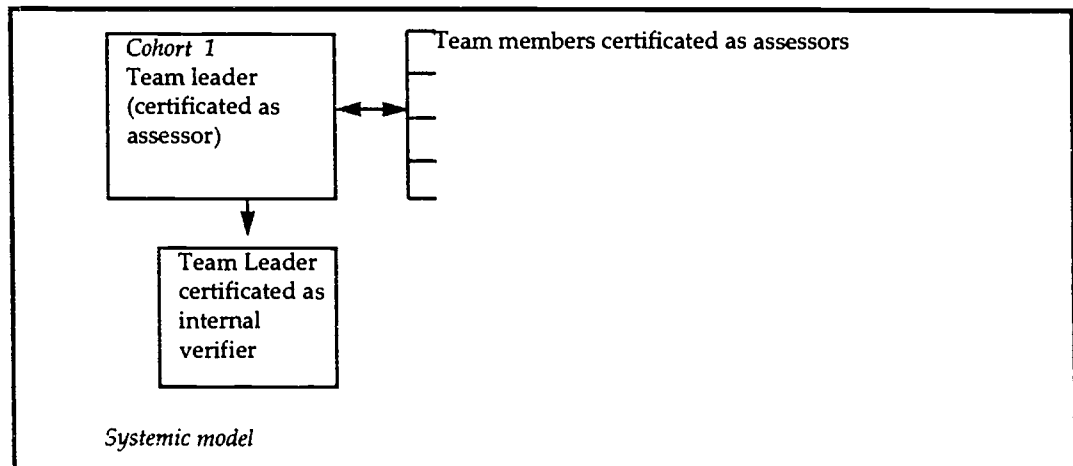 Cohort 1
Team leader
(certificated as
assessor)
Team members certificated as assessors
Team Leader
certificated as
internal
verifier
Systemic model